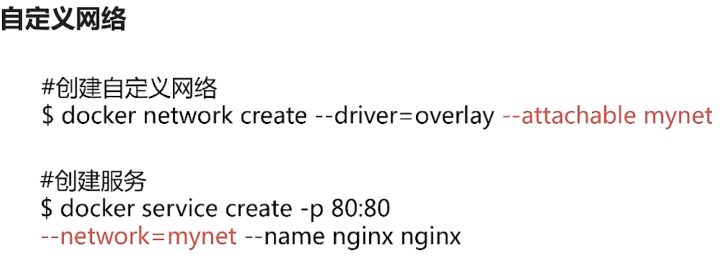 自定义网络
#创建自定义网络
$ docker network create --driver=overlay --attachable mynet
#创建服务
$ docker service create -p 80:80
--network=mynet --name nginx nginx